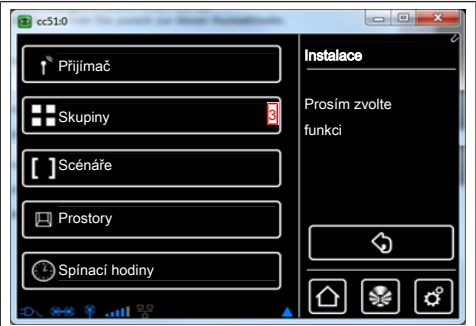 cc51:0
Přijímač
Skupiny
3
Scénáře
Prostory
Spínací hodiny
Instalace
Prosím zvolte
funkci